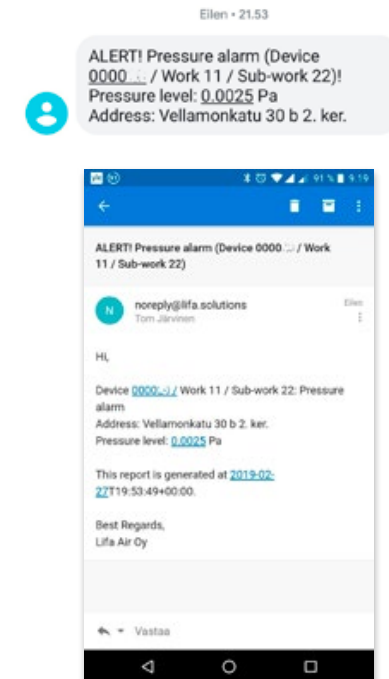 Eilen • 21.53
ALERT! Pressure alarm (Device
0000 / Work 11 / Sub-work 22)!
Pressure level: 0.0025 Pa
Address: Vellamonkatu 30 b 2. ker.
91 % 9.19
ALERT! Pressure alarm (Device 0000 / Work
11 / Sub-work 22)
N
noreply@lifa.solutions
Eilen
Tom Järvinen
Hi,
Device 0000 / Work 11 / Sub-work 22: Pressure
alarm
Address: Vellamonkatu 30 b 2. ker.
Pressure level: 0.0025 Pa
This report is generated at 2019-02-
27T19:53:49+00:00.
Best Regards,
Lifa Air Oy
Vastaa